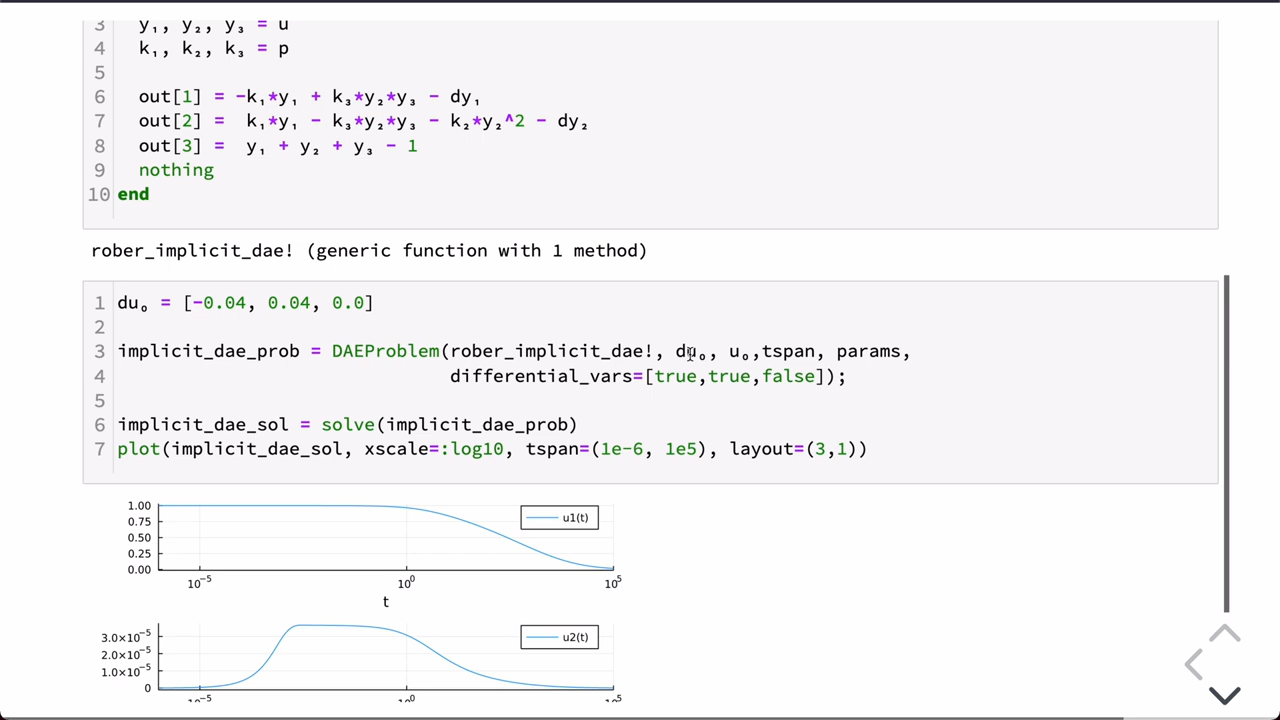 3 y₁, y₂, y₃ = u
4 k₁, k₂, k₃ = p
5
6 out[1] = -k₁*y₁ + k₃*y₂*y₃ - dy₁
7 out[2] = k₁*y₁ - k₃*y₂*y₃ - k₂*y₂^2 - dy₂
8 out[3] = y₁ + y₂ + y₃ - 1
9 nothing
10 end
rober_implicit_dae! (generic function with 1 method)
1 du₀ = [-0.04, 0.04, 0.0]
2
3 implicit_dae_prob = DAEProblem(rober_implicit_dae!, du₀, u₀,tspan, params,
4 differential_vars=[true,true,false]);
5
6 implicit_dae_sol = solve(implicit_dae_prob)
7 plot(implicit_dae_sol, xscale=:log10, tspan=(1e-6, 1e5), layout=(3,1))
1.00
0.75
0.50
0.25
0.00
u1(t)
10⁻⁵ 10⁰ 10⁵
t
3.0×10⁻⁵
2.0×10⁻⁵
1.0×10⁻⁵
0
u2(t)